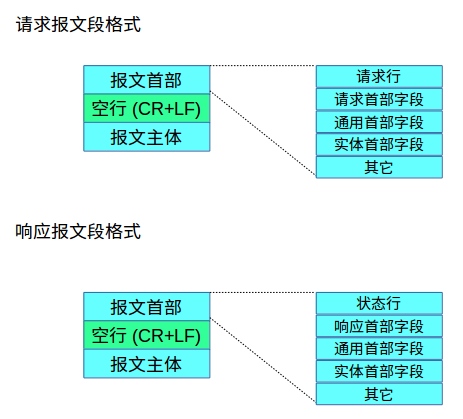 请求报文段格式
报文首部
空行 (CR+LF)
报文主体
请求行
请求首部字段
通用首部字段
实体首部字段
其它
响应报文段格式
报文首部
空行 (CR+LF)
报文主体
状态行
响应首部字段
通用首部字段
实体首部字段
其它